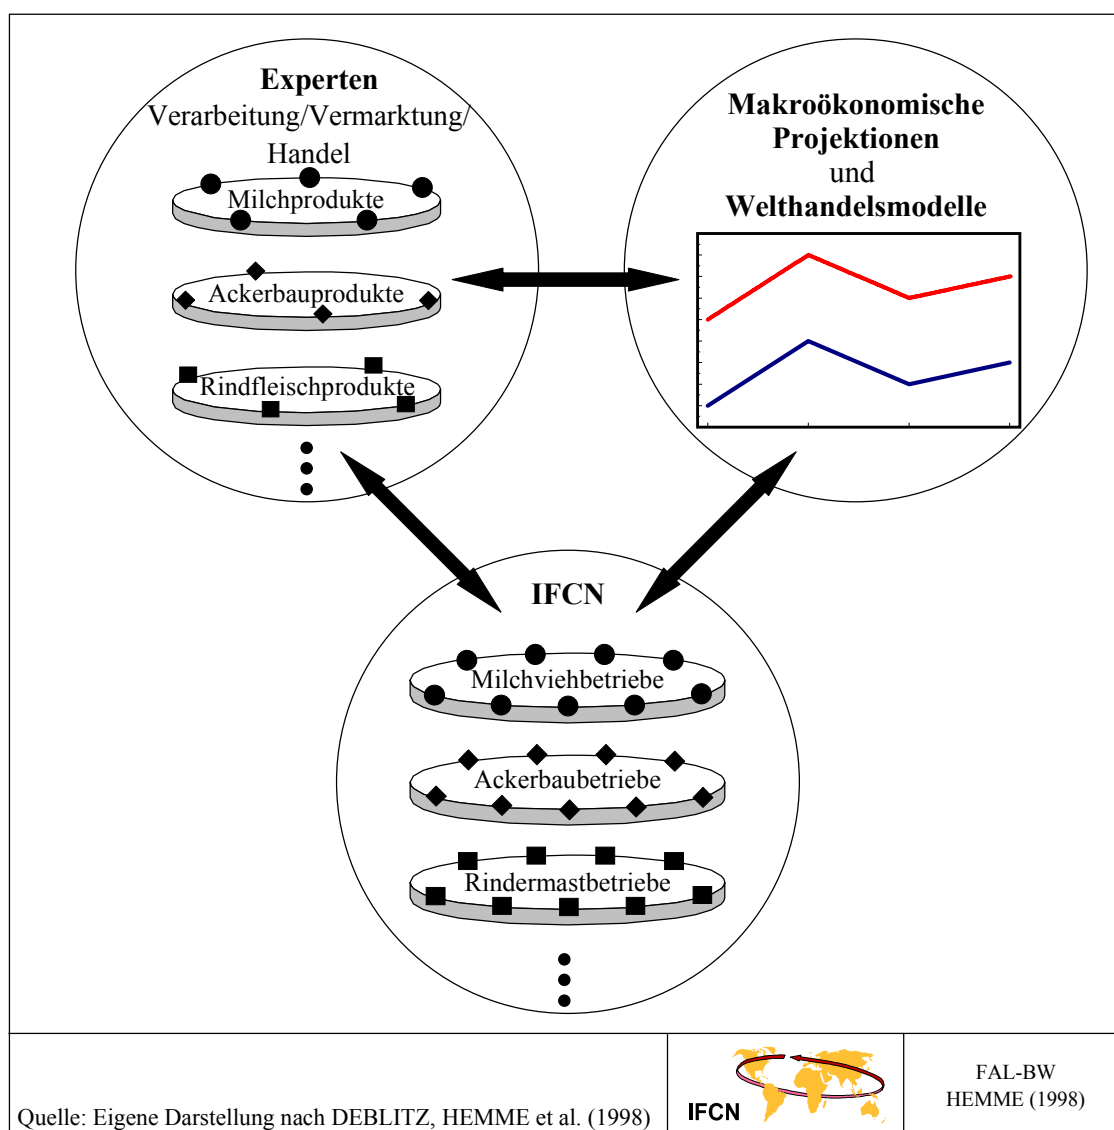 Experten
Verarbeitung/Vermarktung/
Handel
Milchprodukte
Ackerbauprodukte
Rindfleischprodukte
Makroökonomische
Projektionen
und
Welthandelsmodelle
IFCN
Milchviehbetriebe
Ackerbaubetriebe
Rindermastbetriebe
Quelle: Eigene Darstellung nach DEBLITZ, HEMME et al. (1998)
IFCN
FAL-BW
HEMME (1998)